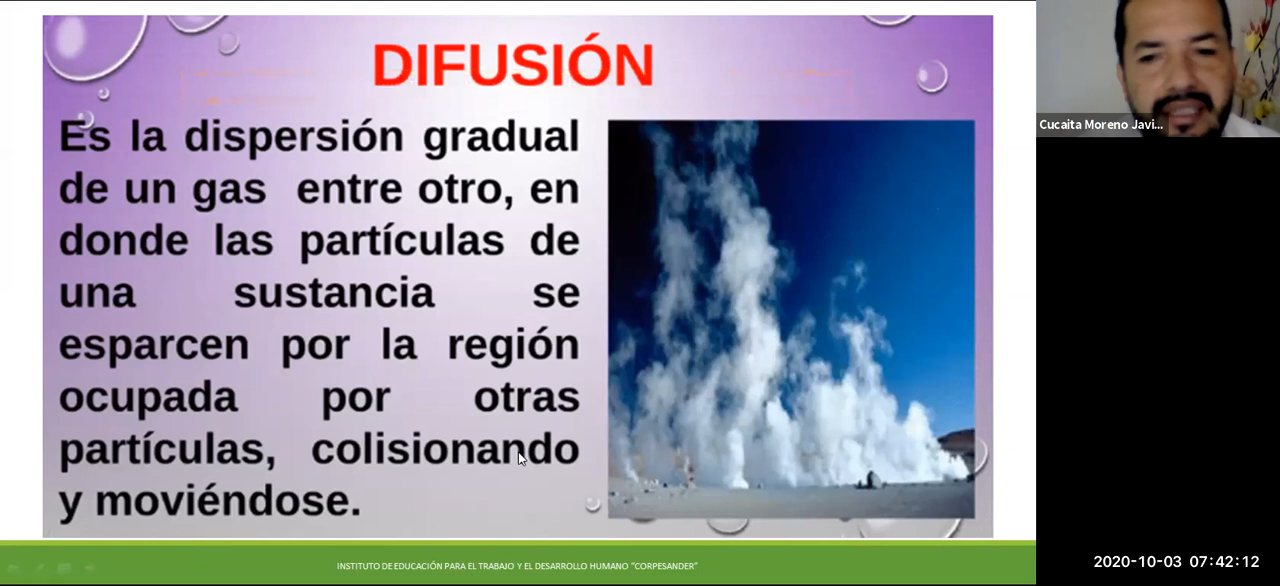 DIFUSIÓN
Es la dispersión gradual
de un gas entre otro, en
donde las partículas de
una sustancia se
esparcen por la región
ocupada por otras
partículas, colisionando
y moviéndose.
Cucaita Moreno Javi...
INSTITUTO DE EDUCACIÓN PARA EL TRABAJO Y EL DESARROLLO HUMANO “CORPESANDER”
2020-10-03 07:42:12